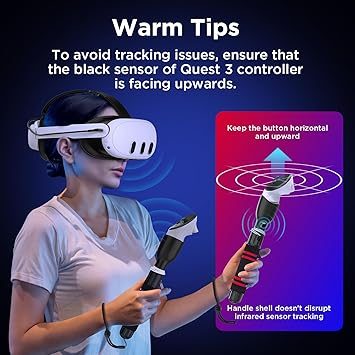 Warm Tips
To avoid tracking issues, ensure that
the black sensor of Quest 3 controller
is facing upwards.
Keep the button horizontal
and upward
Handle shell doesn't disrupt
infrared sensor tracking